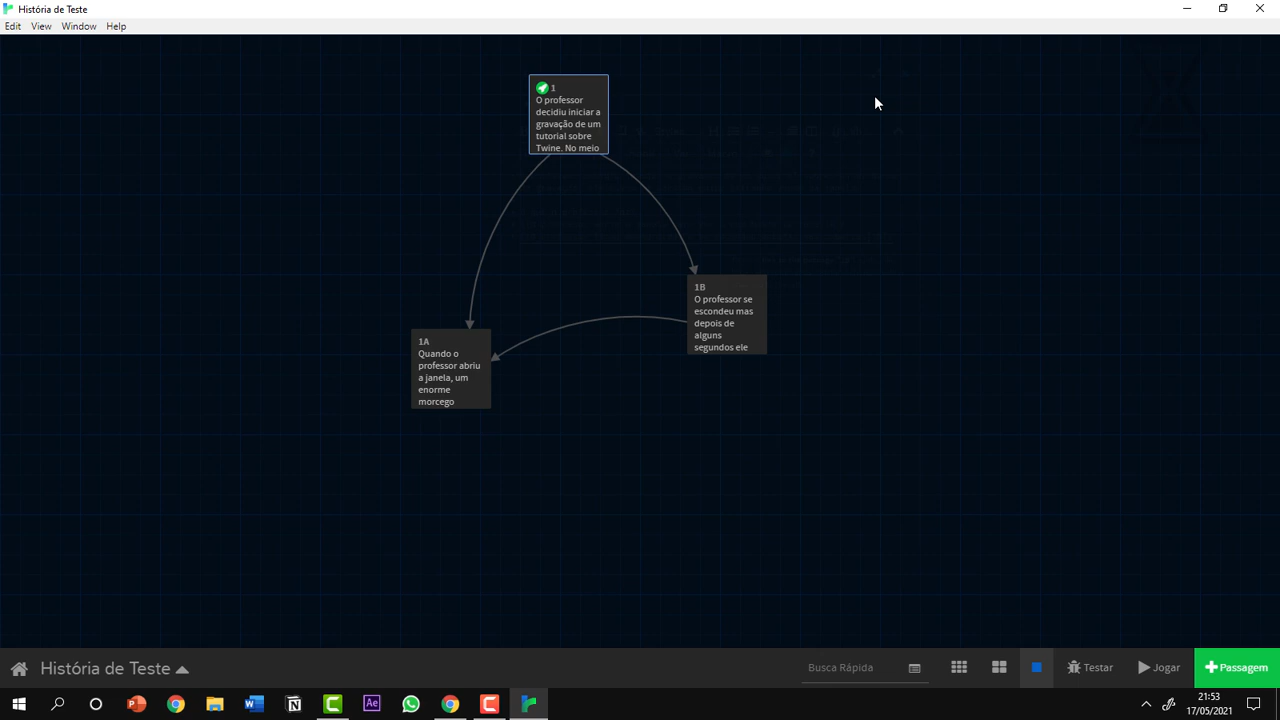 História de Teste
Edit View Window Help
1
O professor
decidiu iniciar a
gravação de um
tutorial sobre
Twine. No meio
1B
O professor se
escondeu mas
depois de
alguns
segundos ele
1A
Quando o
professor abriu
a janela, um
enorme
morcego
História de Teste
Busca Rápida
Testar
Jogar
Passagem
Ae
21:53
17/05/2021